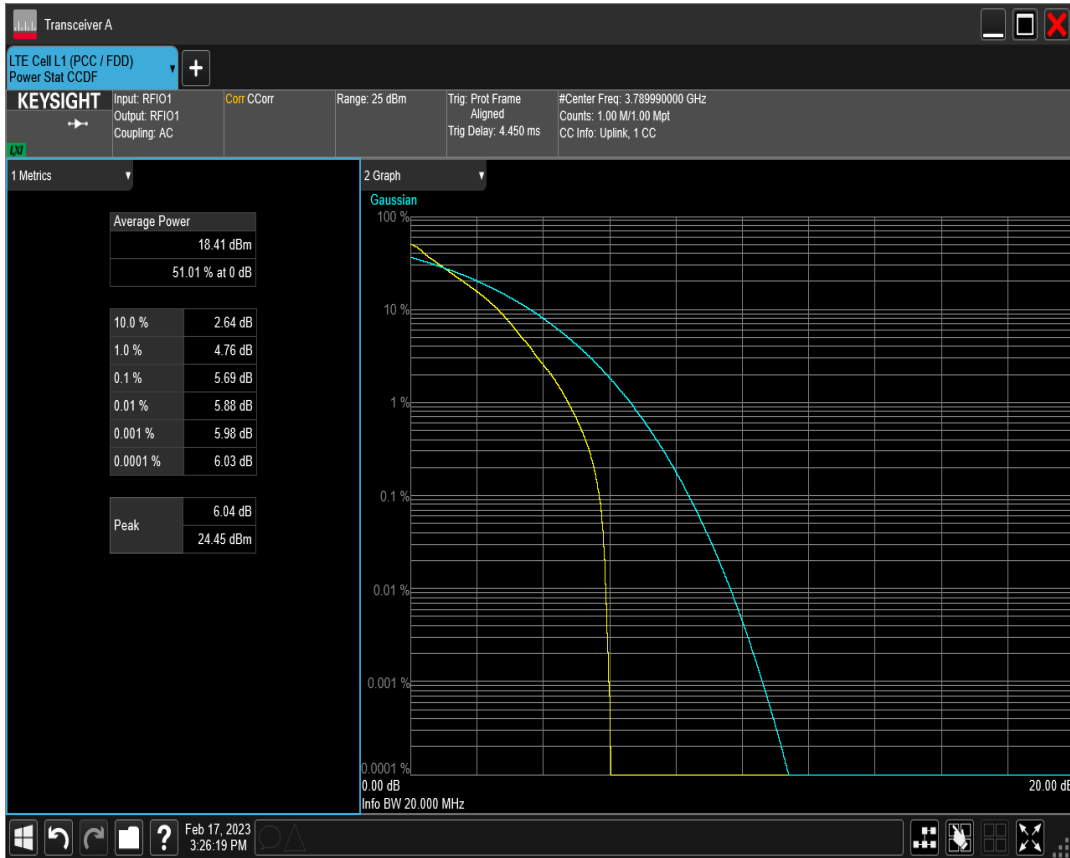 Transceiver A
LTE Cell L1 (PCC / FDD)
Power Stat CCDF
+
KEYSIGHT
LXI
Input: RFIO1
Output: RFIO1
Coupling: AC
Corr CCorr
Range: 25 dBm
Trig: Prot Frame
Aligned
Trig Delay: 4.450 ms
#Center Freq: 3.789990000 GHz
Counts: 1.00 M/1.00 Mpt
CC Info: Uplink, 1 CC
1 Metrics
Average Power
18.41 dBm
51.01 % at 0 dB
10.0 % 2.64 dB
1.0 % 4.76 dB
0.1 % 5.69 dB
0.01 % 5.88 dB
0.001 % 5.98 dB
0.0001 % 6.03 dB
Peak 6.04 dB
24.45 dBm
2 Graph
Gaussian
100 %
10 %
1 %
0.1 %
0.01 %
0.001 %
0.0001 %
0.00 dB 20.00 dB
Info BW 20.000 MHz
? Feb 17, 2023
3:26:19 PM